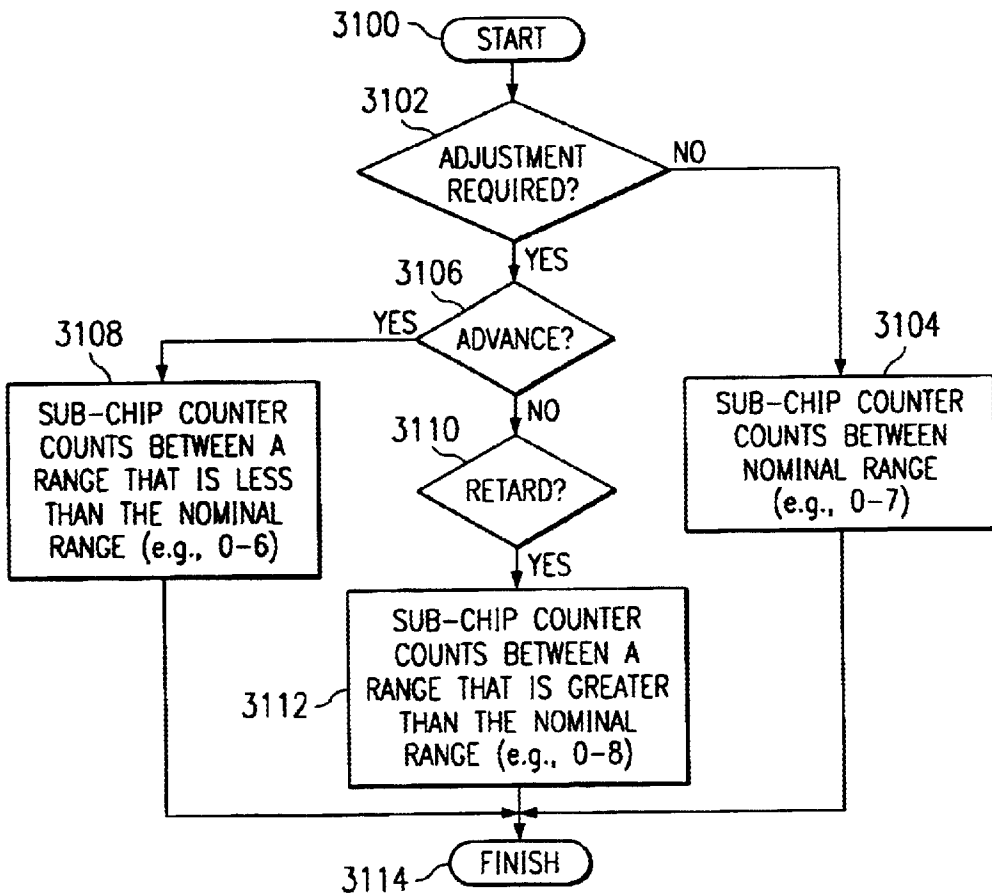 3100
START
3102
ADJUSTMENT
REQUIRED?
NO
YES
3106
ADVANCE?
YES
3108
SUB-CHIP COUNTER
COUNTS BETWEEN A
RANGE THAT IS LESS
THAN THE NOMINAL
RANGE (e.g., 0-6)
NO
3104
SUB-CHIP COUNTER
COUNTS BETWEEN
NOMINAL RANGE
(e.g., 0-7)
3110
RETARD?
YES
3112
SUB-CHIP COUNTER
COUNTS BETWEEN A
RANGE THAT IS GREATER
THAN THE NOMINAL
RANGE (e.g., 0-8)
FINISH
3114